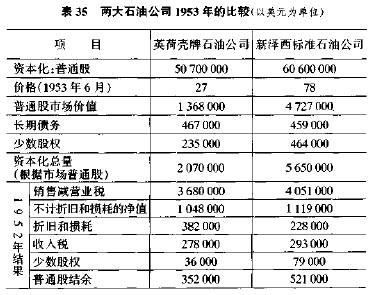 表 35 两大石油公司 1953 年的比较(以美元为单位)
项 目 英荷壳牌石油公司 新泽西标准石油公司
资本化:普通股 50 700 000 60 600 000
价格(1953 年 6 月) 27 78
普通股市场价值 1 368 000 4 727 000
长期债务 467 000 459 000
少数股权 235 000 464 000
资本化总量
(根据市场普通股) 2 070 000 5 650 000
1952年结果
销售减营业税 3 680 000 4 051 000
不计折旧和损耗的净值 1 048 000 1 119 000
折旧和损耗 382 000 228 000
收入税 278 000 293 000
少数股权 36 000 79 000
普通股结余 352 000 521 000